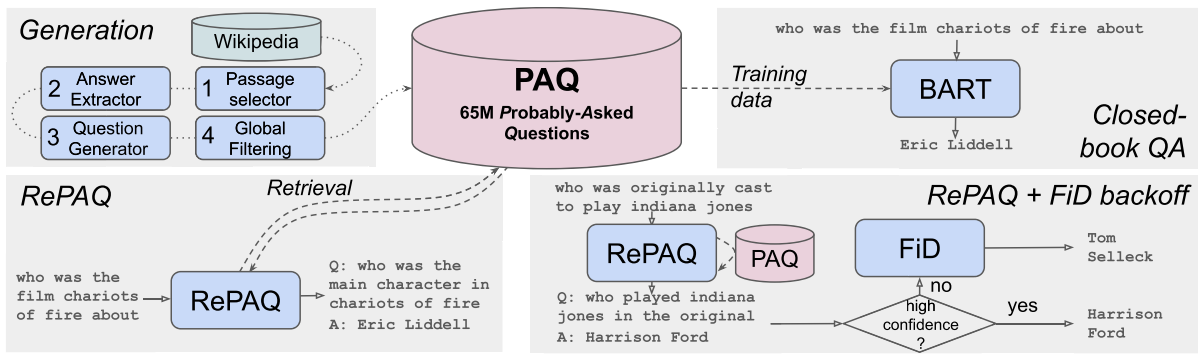 Generation
Wikipedia
1 Passage
selector
2 Answer
Extractor
3 Question
Generator
4 Global
Filtering
PAQ
65M Probably-Asked
Questions
Training
data
who was the film chariots of fire about
BART
Eric Liddell
Closed-
book QA
RePAQ
Retrieval
who was the
film chariots
of fire about
RePAQ
Q: who was the
main character in
chariots of fire
A: Eric Liddell
RePAQ + FiD backoff
who was originally cast
to play indiana jones
RePAQ
PAQ
Q: who played indiana
jones in the original
A: Harrison Ford
high
confidence
?
no
yes
FiD
Tom
Selleck
Harrison
Ford